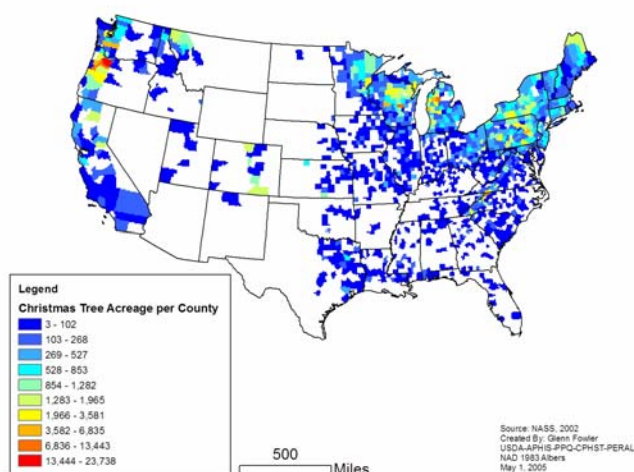 Legend
Christmas Tree Acreage per County
3 - 102
103 - 268
269 - 527
528 - 853
854 - 1,282
1,283 - 1,965
1,966 - 3,581
3,582 - 6,835
6,836 - 13,443
13,444 - 23,738
500
Miles
Source: NASS, 2002
Created By: Glenn Fowler
USDA-APHIS-PPQ-CPHST-PERAL
NAD 1983 Albers
May 1, 2005